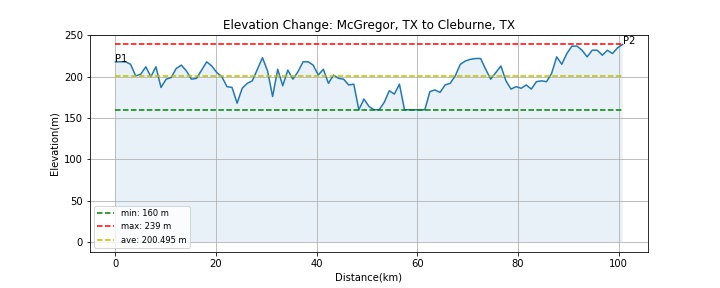 Elevation Change: McGregor, TX to Cleburne, TX
250
200
150
100
50
0
Elevation(m)
P1
P2
min: 160 m
max: 239 m
ave: 200.495 m
0 20 40 60 80 100
Distance(km)